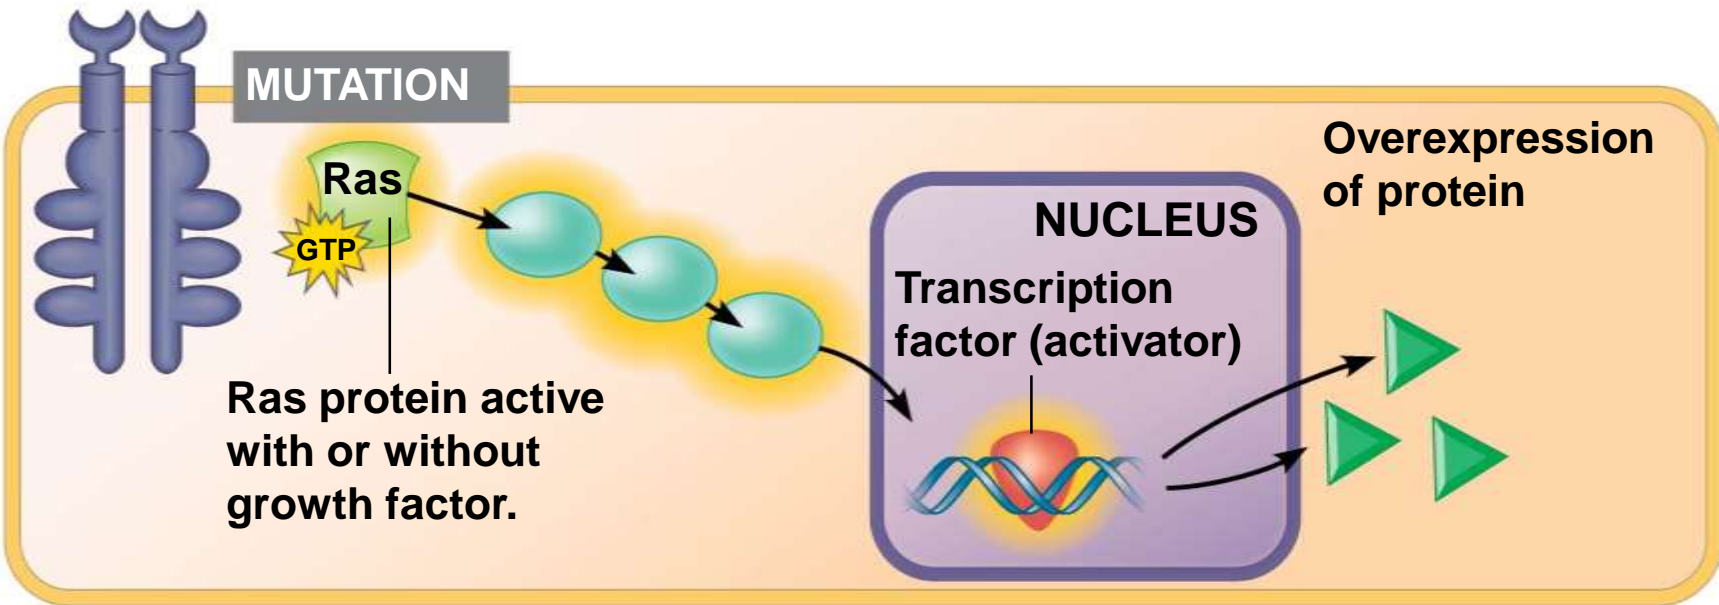 MUTATION
Ras
GTP
Ras protein active
with or without
growth factor.
NUCLEUS
Transcription
factor (activator)
Overexpression
of protein